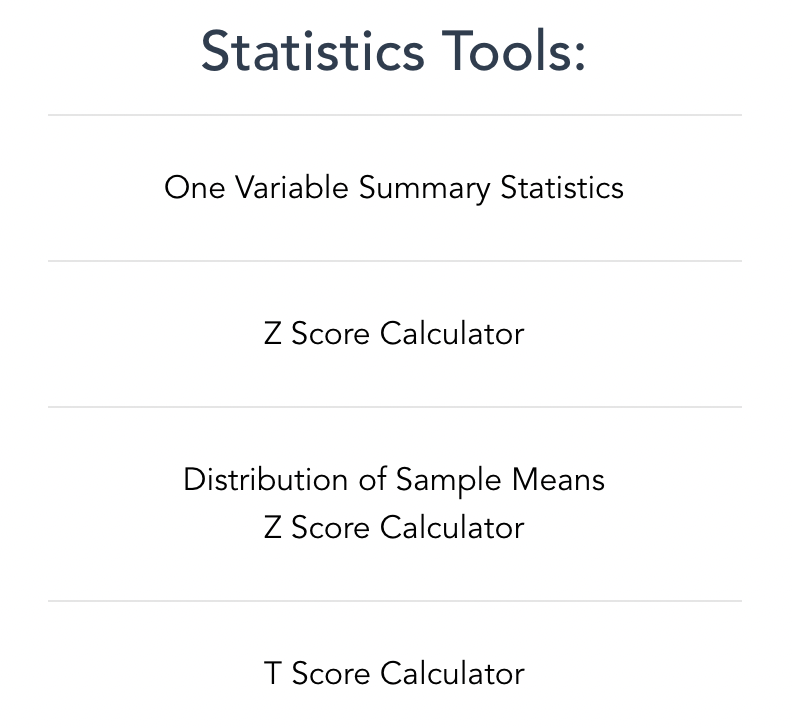 Statistics Tools:
One Variable Summary Statistics
Z Score Calculator
Distribution of Sample Means
Z Score Calculator
T Score Calculator